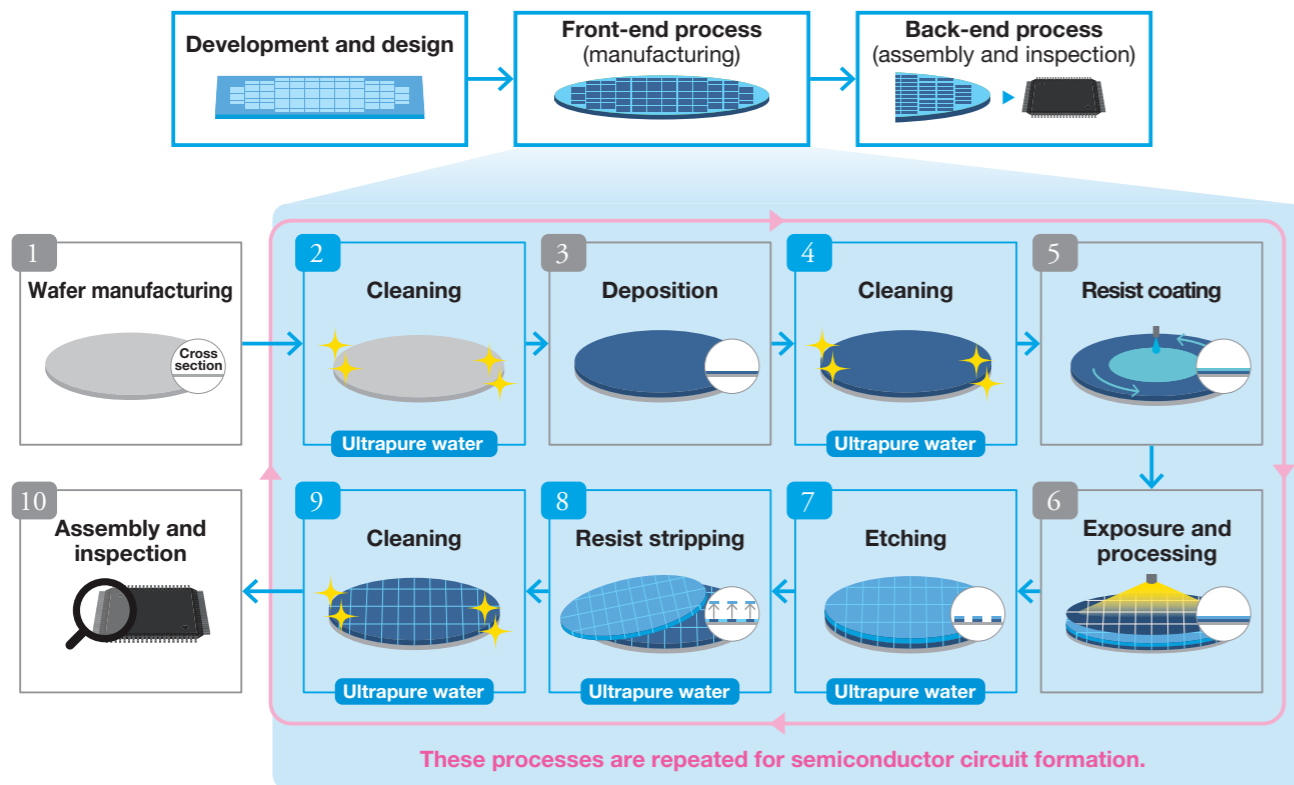 Development and design
Front-end process
(manufacturing)
Back-end process
(assembly and inspection)
1
Wafer manufacturing
Cross
section
2
Cleaning
Ultrapure water
3
Deposition
4
Cleaning
Ultrapure water
5
Resist coating
10
Assembly and
inspection
9
Cleaning
Ultrapure water
8
Resist stripping
Ultrapure water
7
Etching
Ultrapure water
6
Exposure and
processing
These processes are repeated for semiconductor circuit formation.